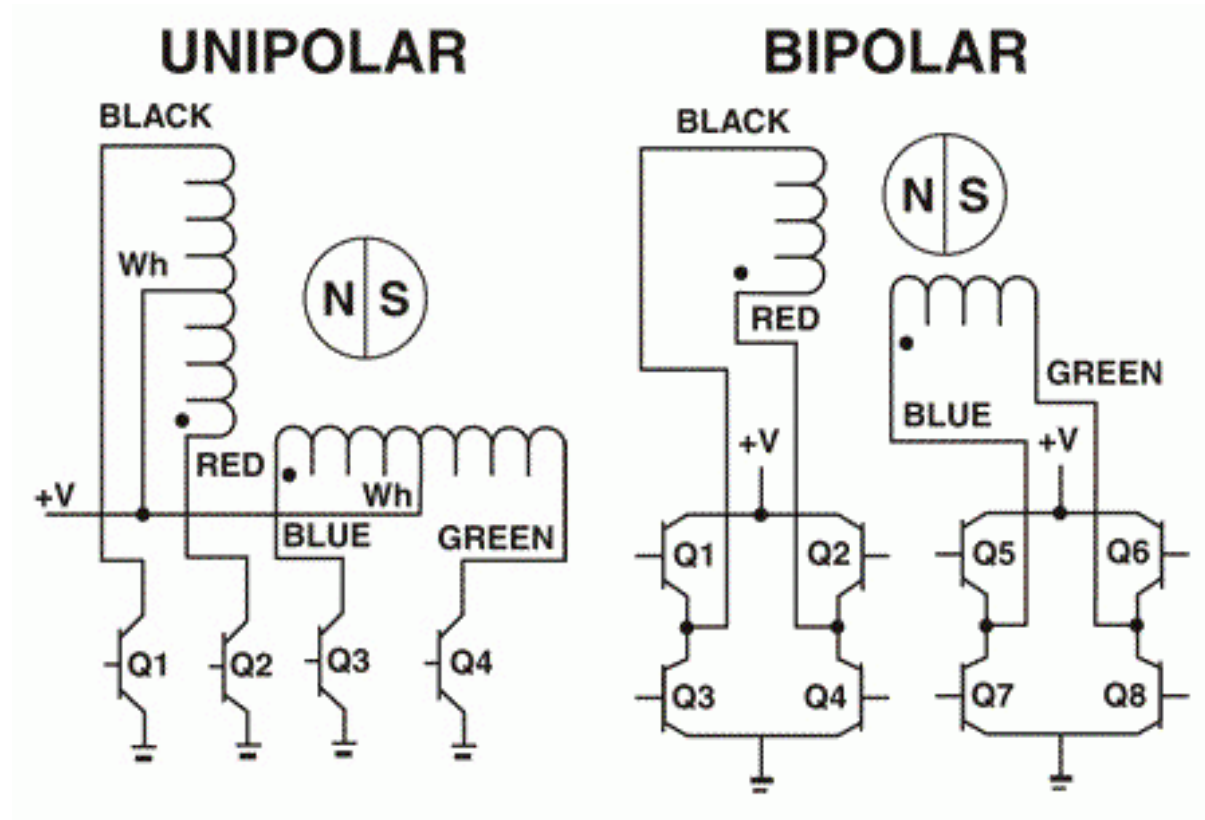 UNIPOLAR
BLACK
Wh
N S
RED
+V
Wh
BLUE
GREEN
Q1
Q2
Q3
Q4
BIPOLAR
BLACK
N S
RED
GREEN
BLUE
+V
+V
Q1
Q2
Q5
Q6
Q3
Q4
Q7
Q8